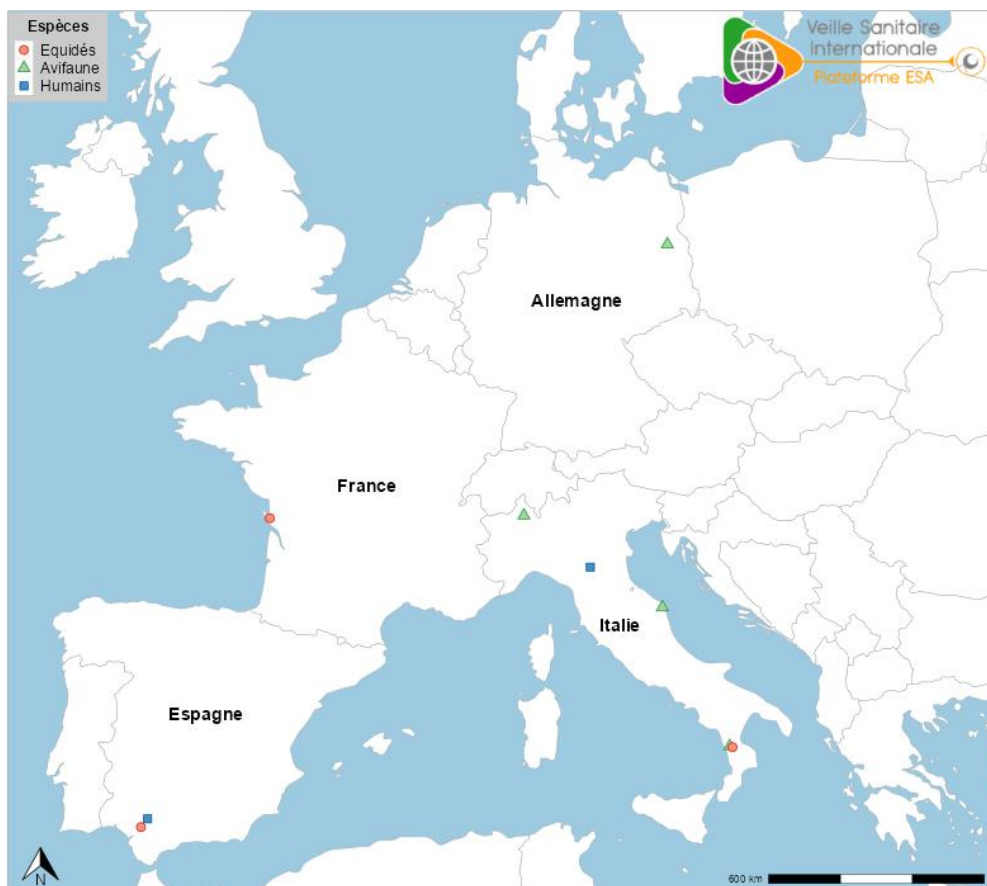 Espèces
Equidés
Avifaune
Humains
Veille Sanitaire
Internationale
Plateforme ESA
Allemagne
France
Italie
Espagne
N
600 km